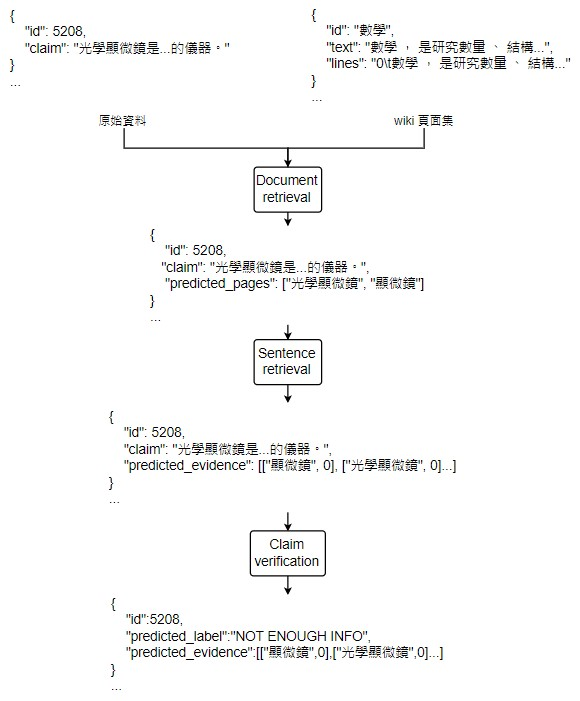 {
"id": 5208,
"claim": "光學顯微鏡是...的儀器。"
}
...
{
"id": "數學",
"text": "數學 ， 是研究數量 、 結構...",
"lines": "0\t數學 ， 是研究數量 、 結構..."
}
...
原始資料
wiki 頁面集
Document
retrieval
{
"id": 5208,
"claim": "光學顯微鏡是...的儀器。",
"predicted_pages": ["光學顯微鏡", "顯微鏡"]
}
...
Sentence
retrieval
{
"id": 5208,
"claim": "光學顯微鏡是...的儀器。",
"predicted_evidence": [["顯微鏡", 0], ["光學顯微鏡", 0]...]
}
...
Claim
verification
{
"id":5208,
"predicted_label":"NOT ENOUGH INFO",
"predicted_evidence":[["顯微鏡",0],["光學顯微鏡",0]...]
}
...